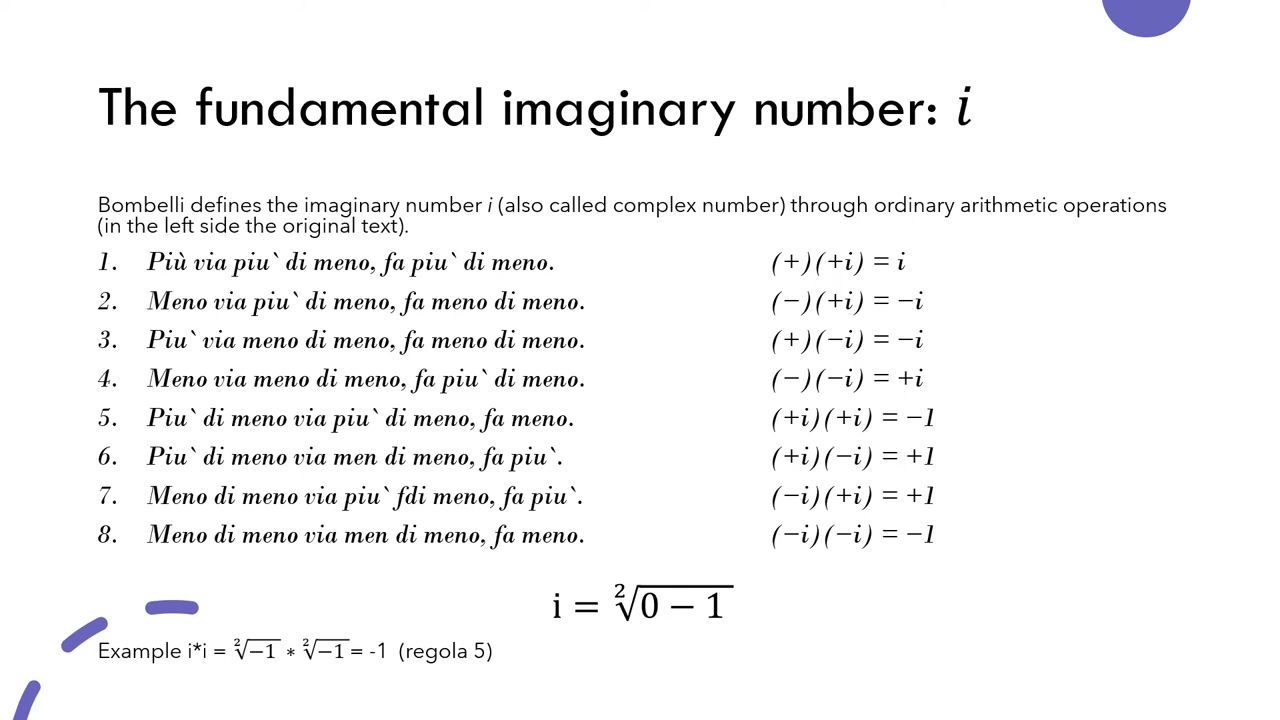 The fundamental imaginary number: i
Bombelli defines the imaginary number i (also called complex number) through ordinary arithmetic operations
(in the left side the original text).
1. Più via piu` di meno, fa piu` di meno. (+)(+i) = i
2. Meno via piu` di meno, fa meno di meno. (−)(+i) = −i
3. Piu` via meno di meno, fa meno di meno. (+)(−i) = −i
4. Meno via meno di meno, fa piu` di meno. (−)(−i) = +i
5. Piu` di meno via piu` di meno, fa meno. (+i)(+i) = −1
6. Piu` di meno via men di meno, fa piu`. (+i)(−i) = +1
7. Meno di meno via piu` fdi meno, fa piu`. (−i)(+i) = +1
8. Meno di meno via men di meno, fa meno. (−i)(−i) = −1
i = ²√(0 − 1)
Example i*i = ²√−1 ∗ ²√−1 = -1 (regola 5)